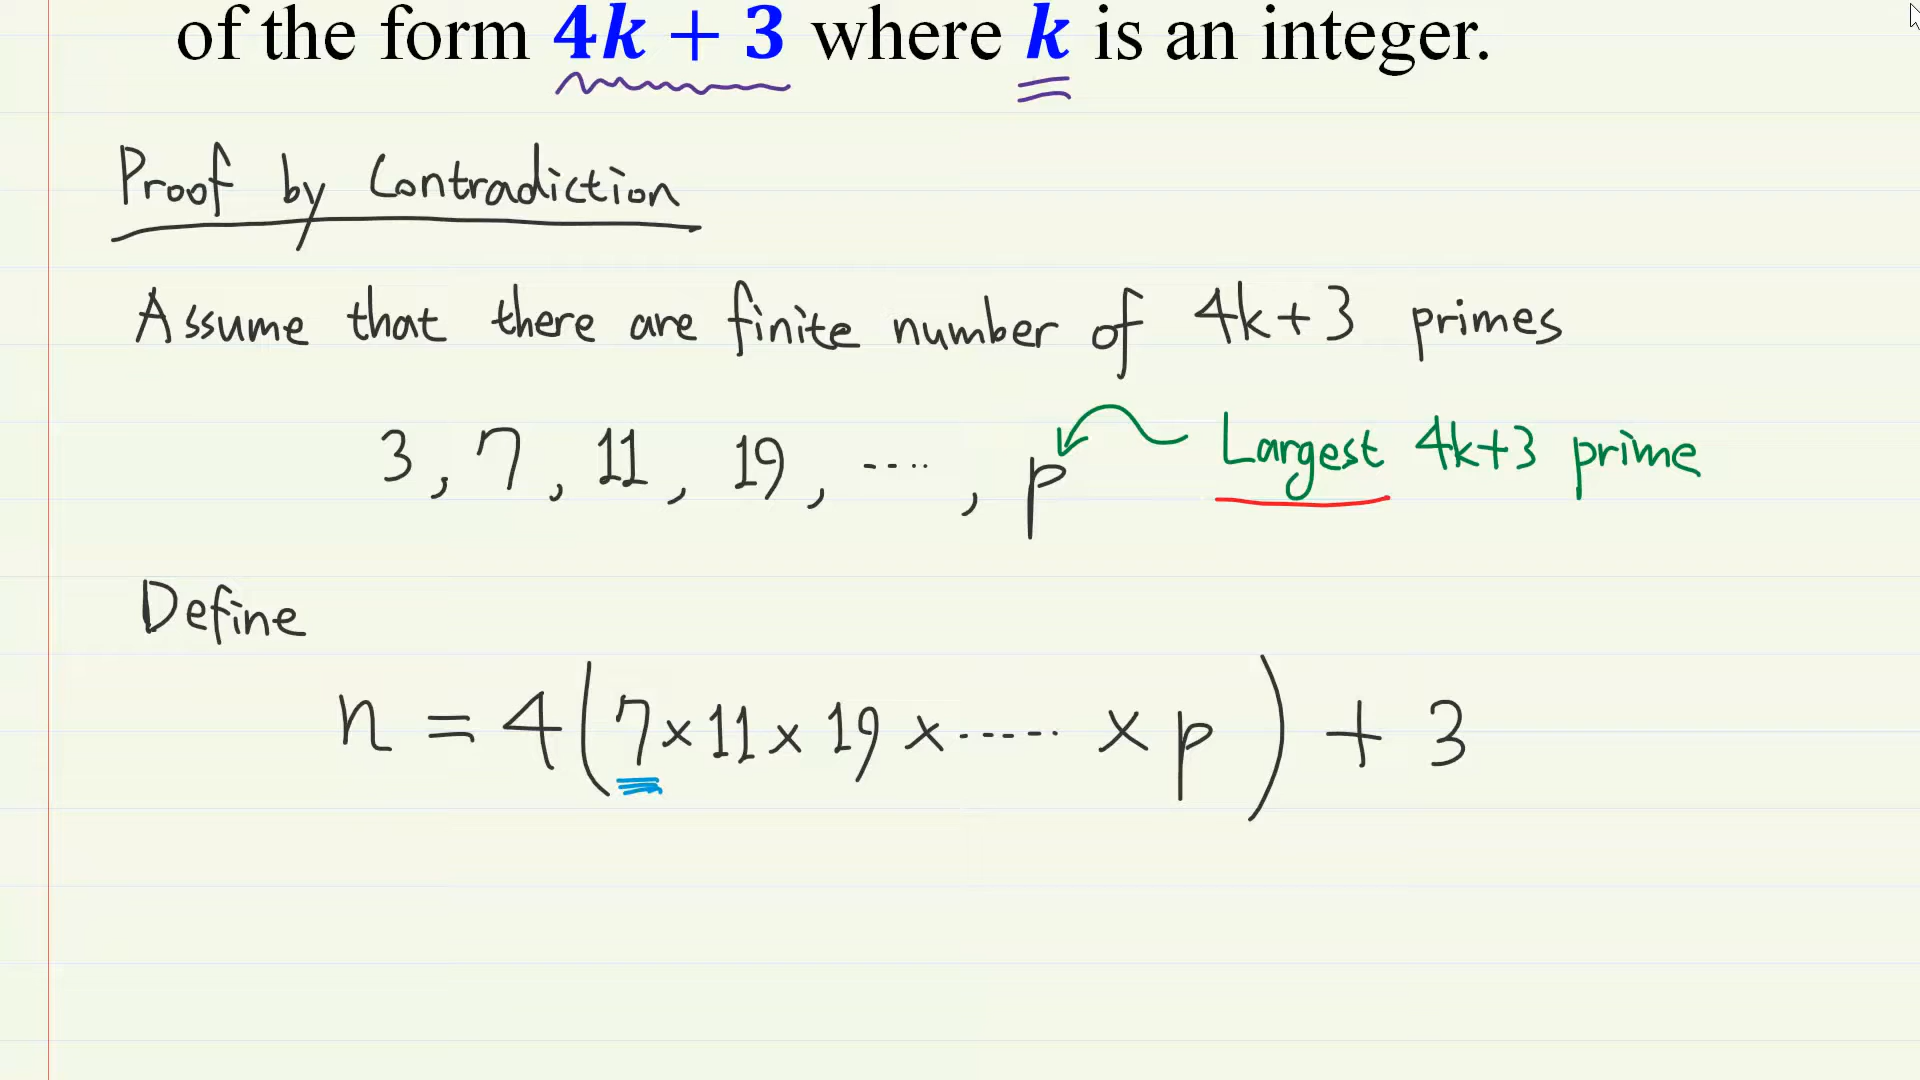 of the form 4k + 3 where k is an integer.
Proof by Contradiction
Assume that there are finite number of 4k+3 primes
3, 7, 11, 19, ....., p Largest 4k+3 prime
Define
n = 4(7×11×19×......×p) + 3